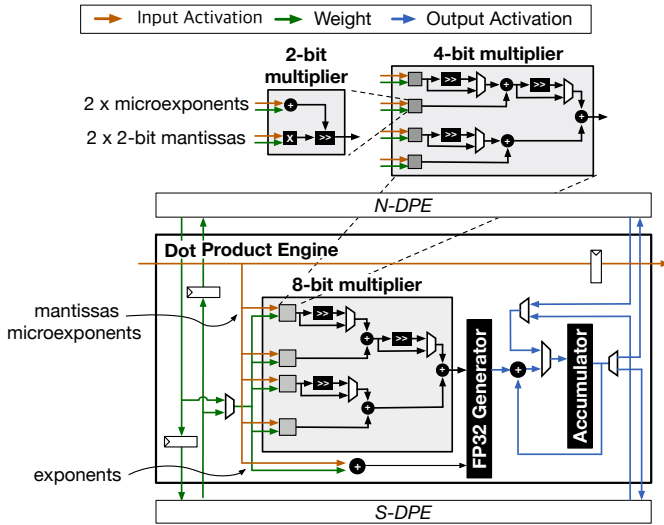 Input Activation
Weight
Output Activation
2-bit
multiplier
4-bit multiplier
2 x microexponents
2 x 2-bit mantissas
+
x
>>
>>
+
>>
>>
+
+
N-DPE
Dot Product Engine
mantissas
microexponents
8-bit multiplier
>>
+
>>
>>
+
+
FP32 Generator
+
Accumulator
exponents
+
S-DPE